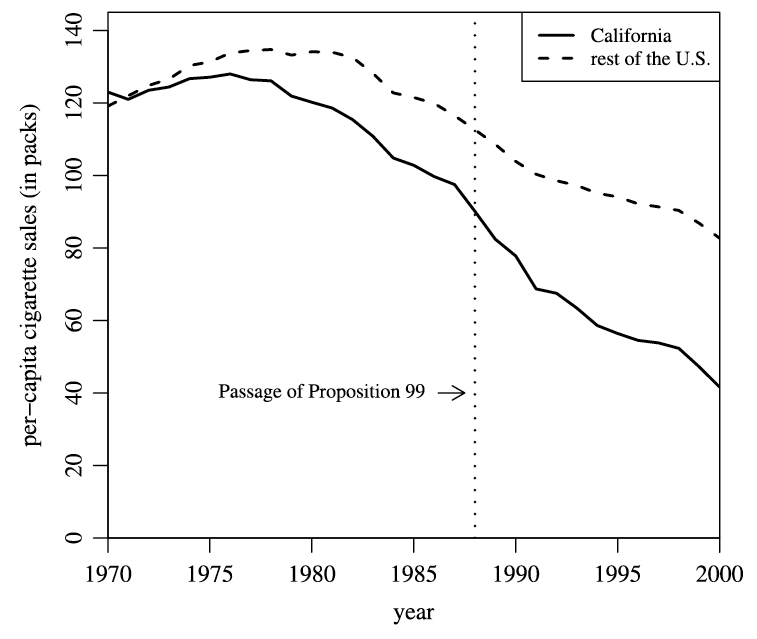 140
120
100
80
60
40
20
0
per−capita cigarette sales (in packs)
California
rest of the U.S.
Passage of Proposition 99
1970 1975 1980 1985 1990 1995 2000
year